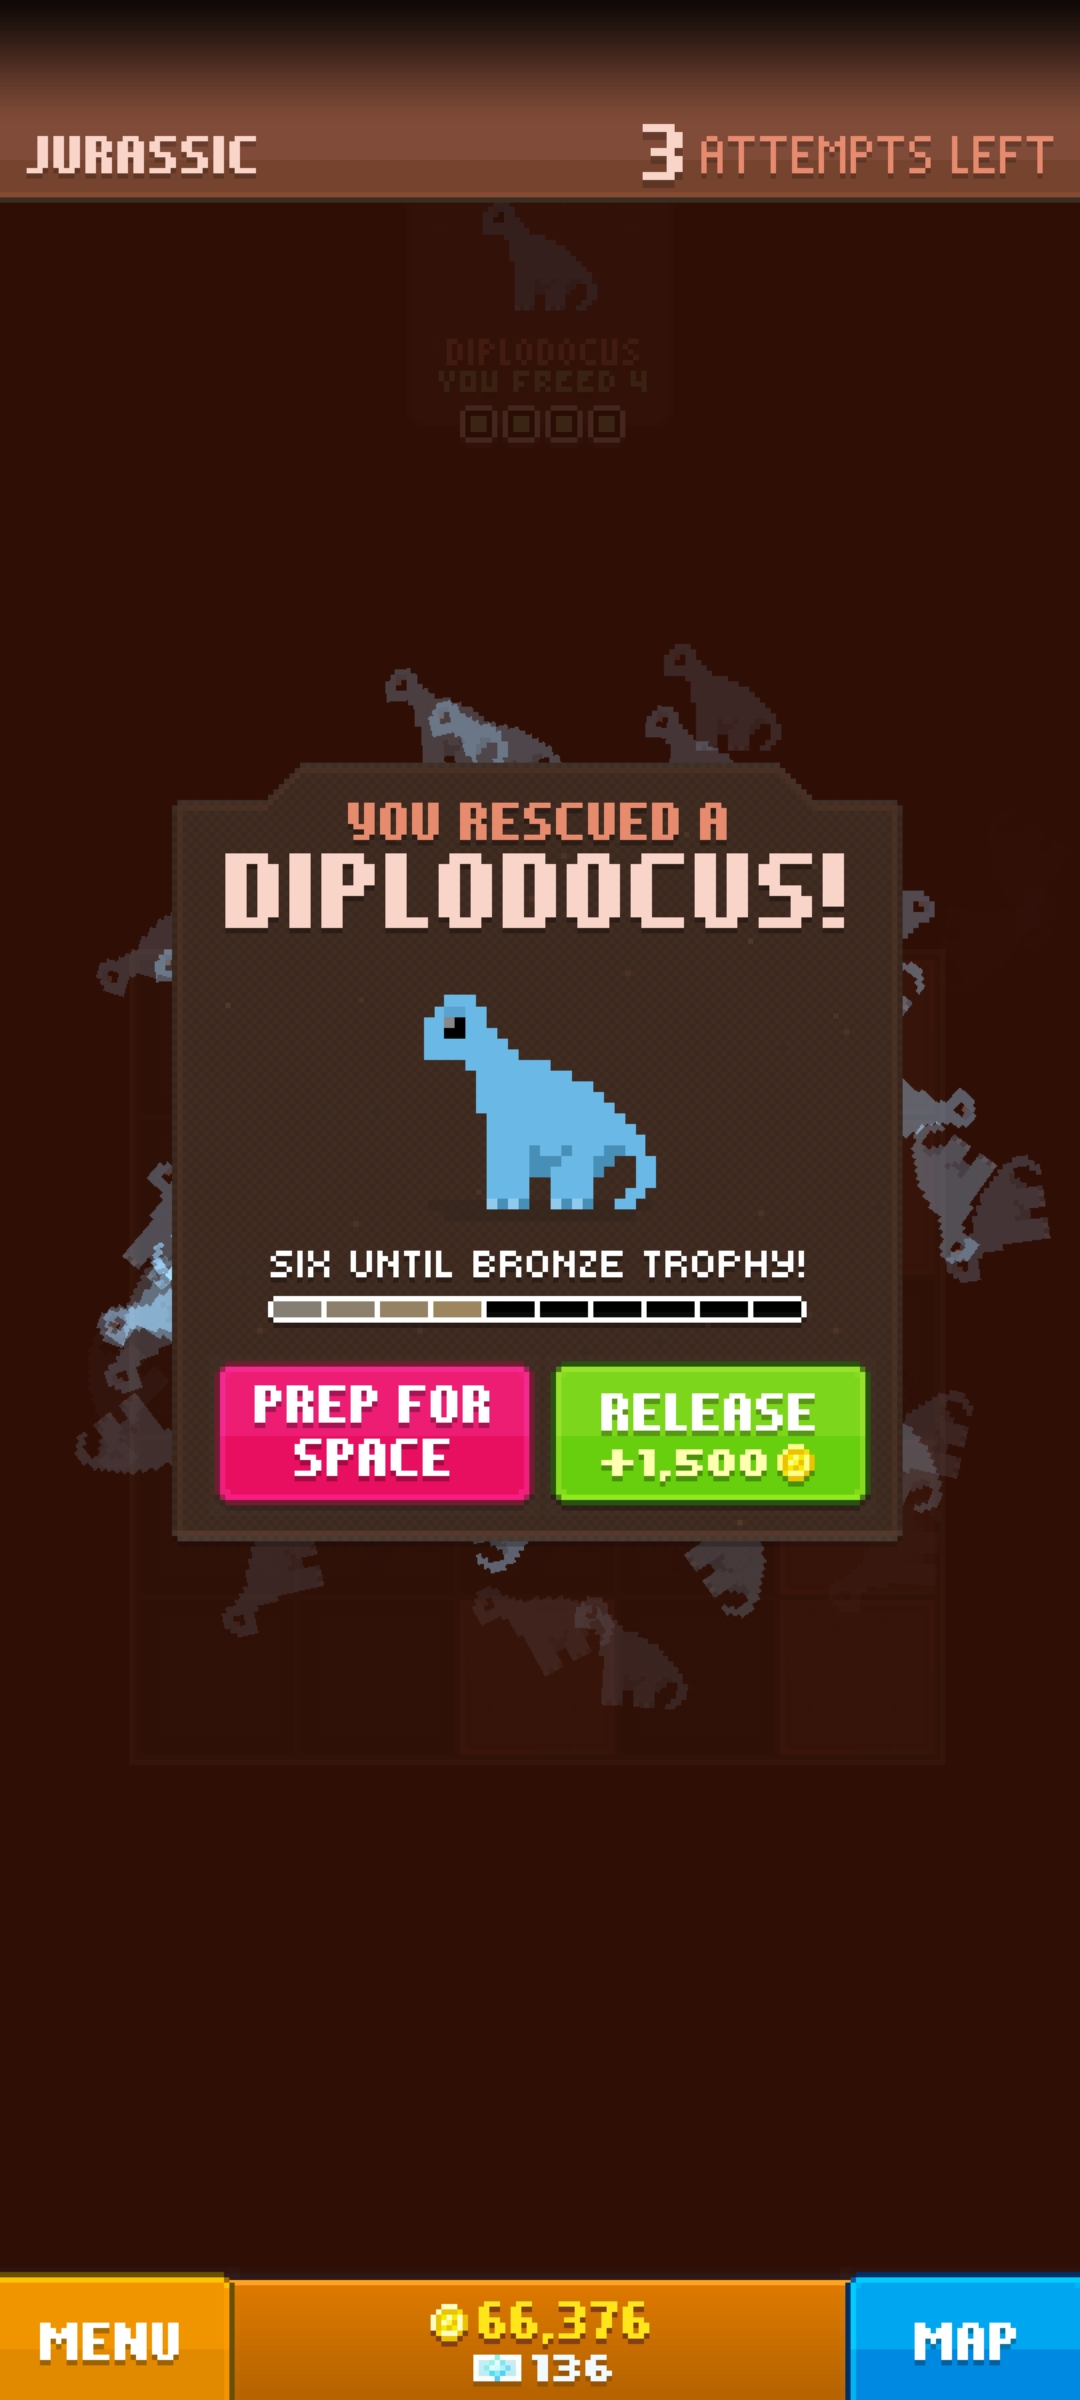 JURASSIC
3 ATTEMPTS LEFT
DIPLODOCUS
YOU FREED 4
YOU RESCUED A
DIPLODOCUS!
SIX UNTIL BRONZE TROPHY!
PREP FOR
SPACE
RELEASE
+1,500
MENU
66,376
136
MAP